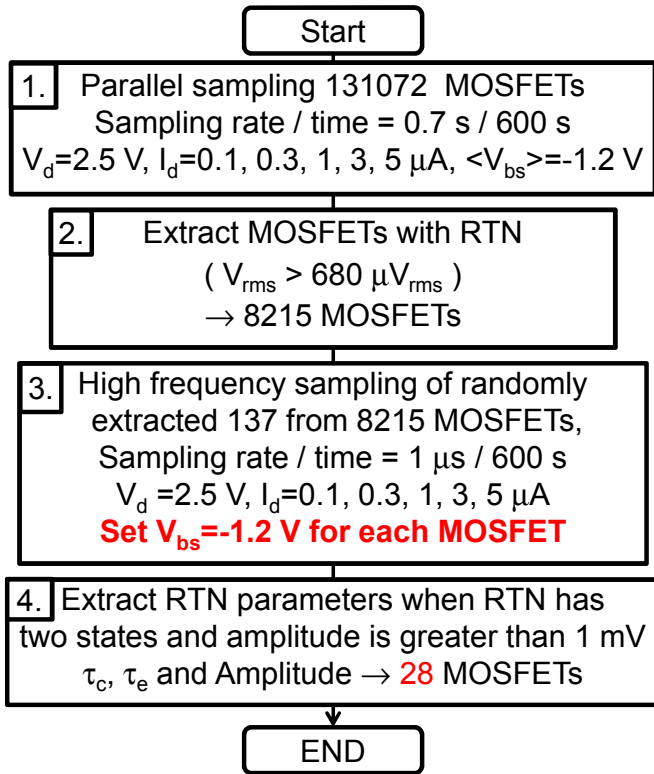 Start
1. Parallel sampling 131072 MOSFETs
Sampling rate / time = 0.7 s / 600 s
V_d=2.5 V, I_d=0.1, 0.3, 1, 3, 5 μA, <V_bs>=-1.2 V
2. Extract MOSFETs with RTN
( V_rms > 680 μV_rms )
→ 8215 MOSFETs
3. High frequency sampling of randomly
extracted 137 from 8215 MOSFETs,
Sampling rate / time = 1 μs / 600 s
V_d =2.5 V, I_d=0.1, 0.3, 1, 3, 5 μA
Set V_bs=-1.2 V for each MOSFET
4. Extract RTN parameters when RTN has
two states and amplitude is greater than 1 mV
τ_c, τ_e and Amplitude → 28 MOSFETs
END